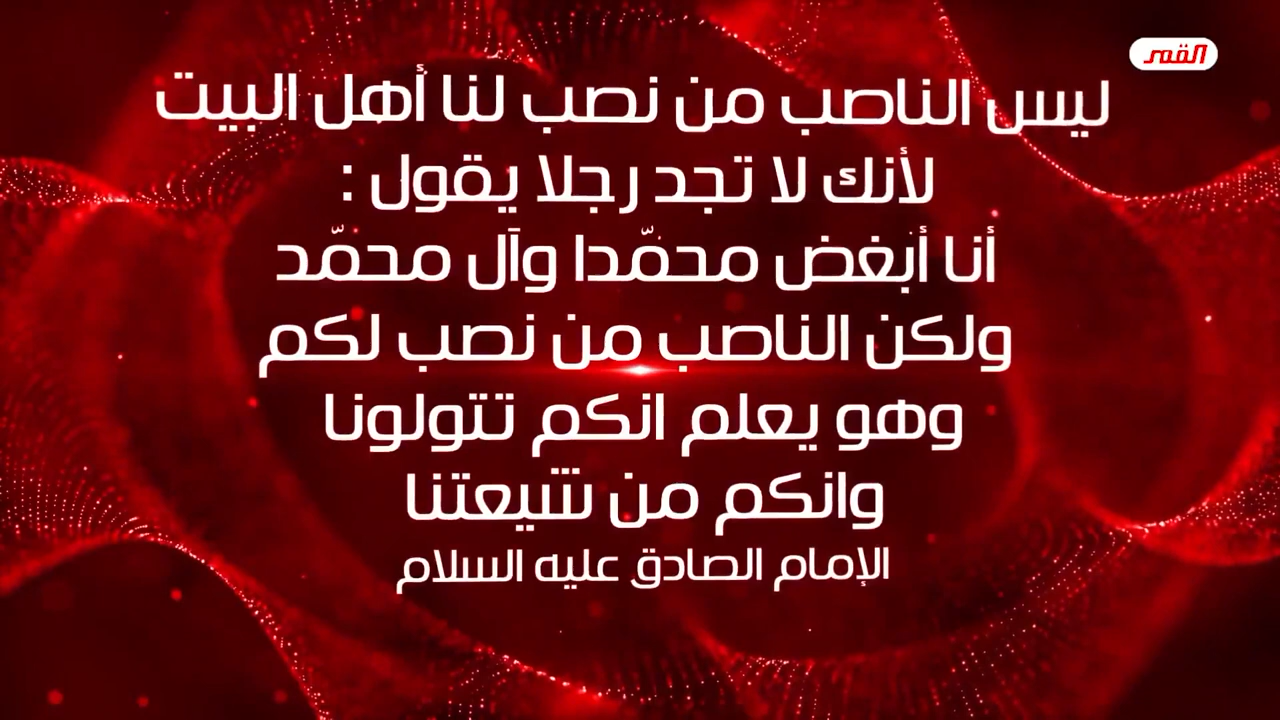 القمر
ليس الناصب من نصب لنا أهل البيت
لأنك لا تجد رجلا يقول :
أنا أبغض محمّدا وآل محمّد
ولكن الناصب من نصب لكم
وهو يعلم انكم تتولونا
وانكم من شيعتنا
الإمام الصادق عليه السلام